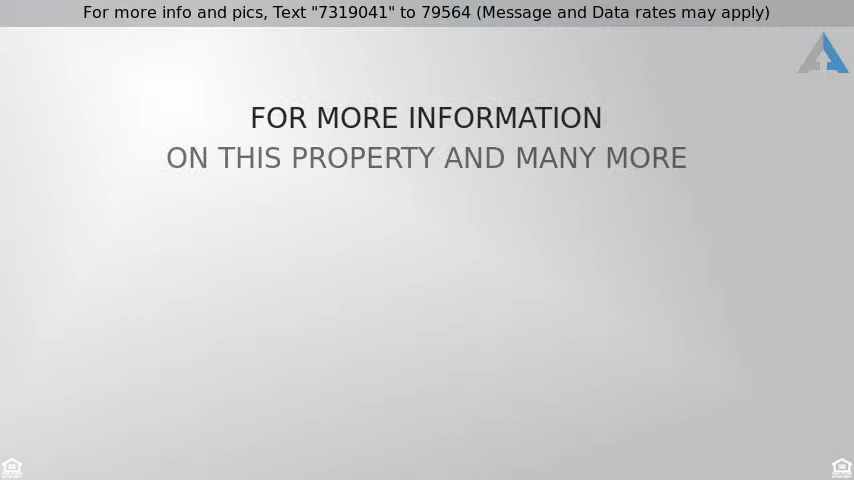 For more info and pics, Text "7319041" to 79564 (Message and Data rates may apply)
FOR MORE INFORMATION
ON THIS PROPERTY AND MANY MORE